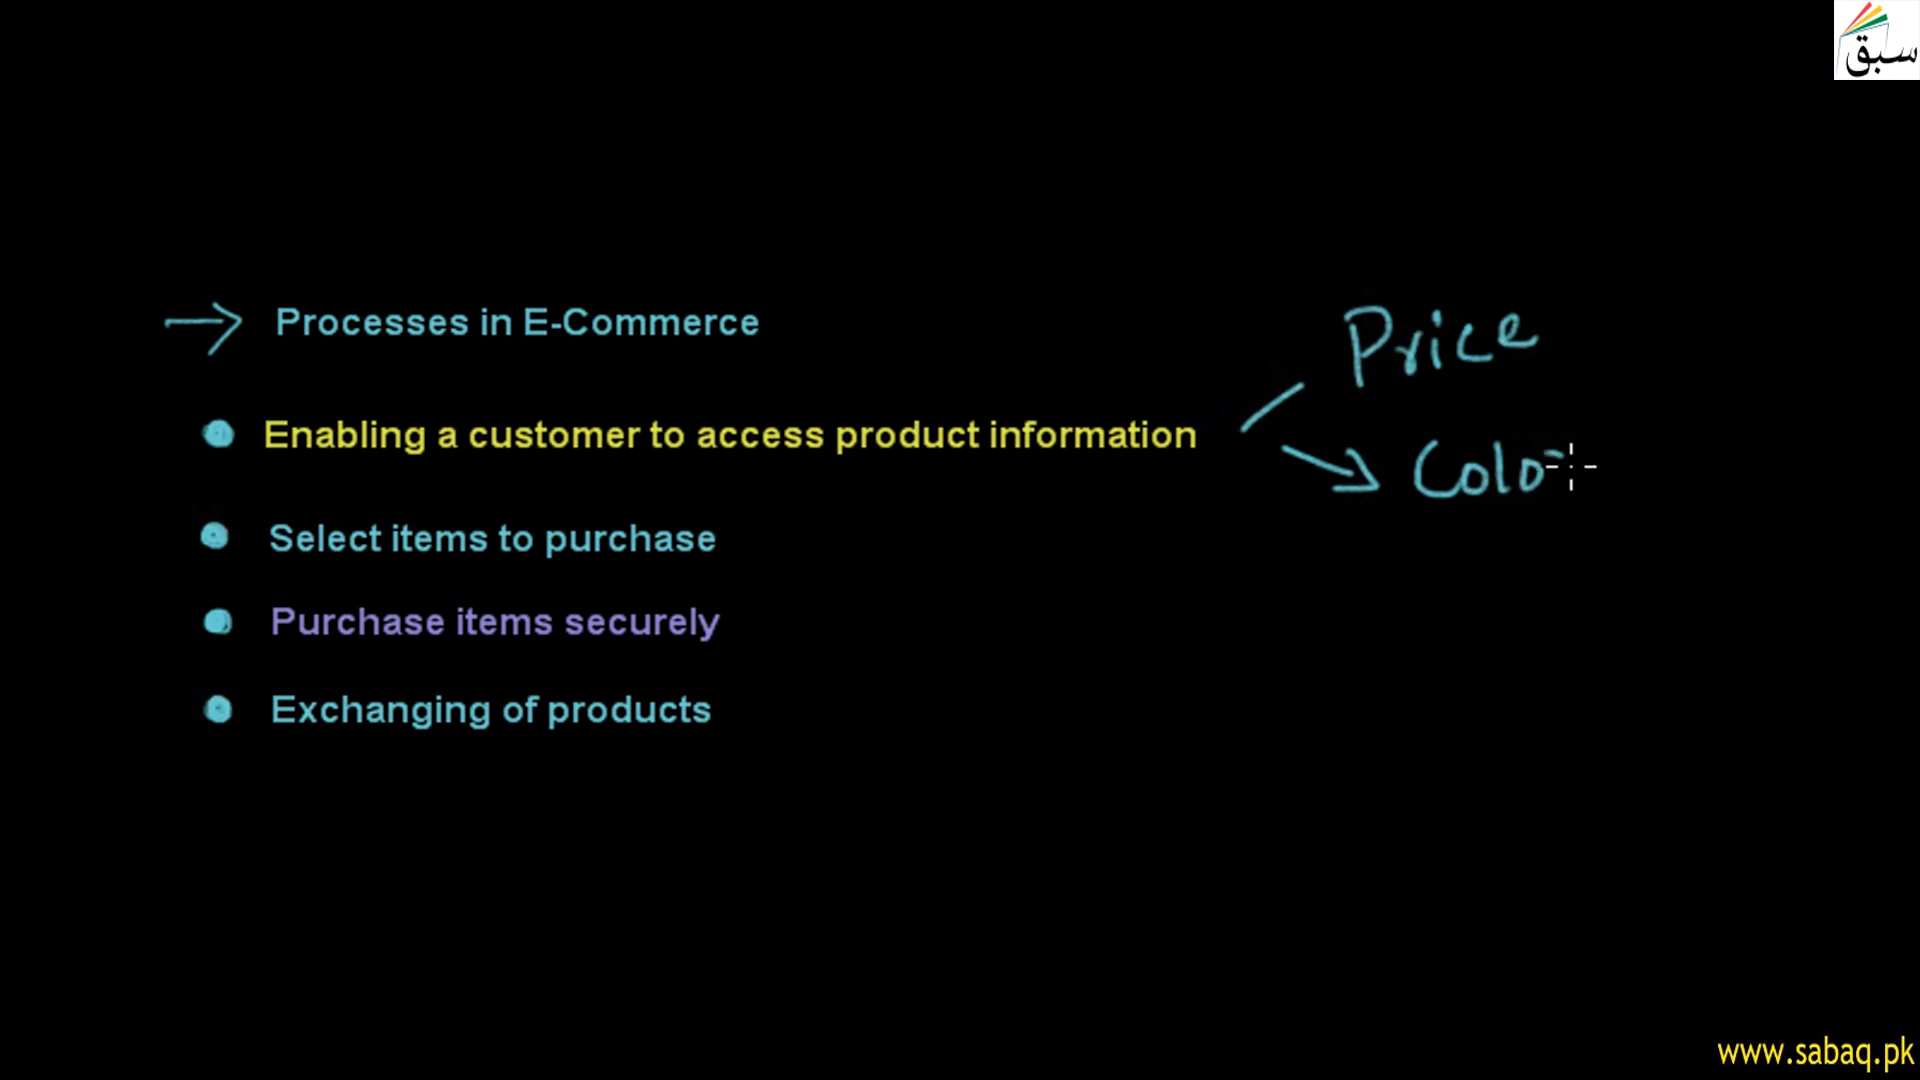 سبق
Processes in E-Commerce
Price
Enabling a customer to access product information
Colo
Select items to purchase
Purchase items securely
Exchanging of products
www.sabaq.pk